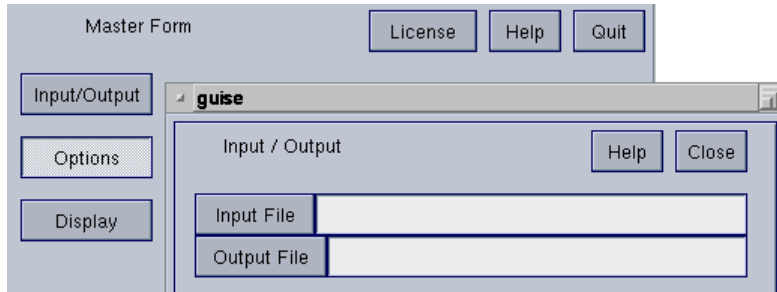 Master Form
License Help Quit
Input/Output
guise
Options
Input / Output
Help Close
Display
Input File
Output File